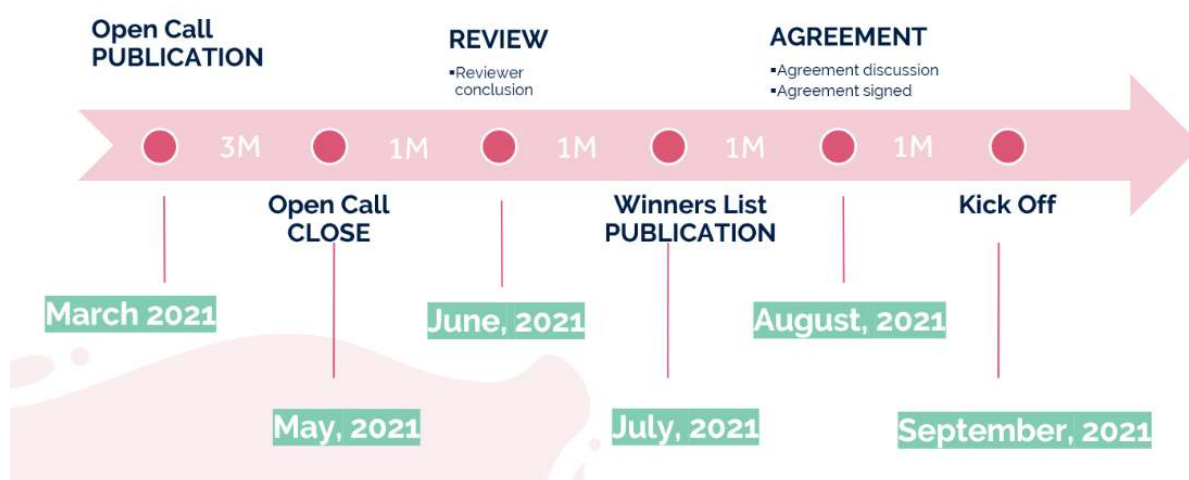 Open Call
PUBLICATION
REVIEW
▪Reviewer
conclusion
AGREEMENT
▪Agreement discussion
▪Agreement signed
3M 1M 1M 1M 1M
Open Call
CLOSE
Winners List
PUBLICATION
Kick Off
March 2021
June, 2021
August, 2021
May, 2021
July, 2021
September, 2021